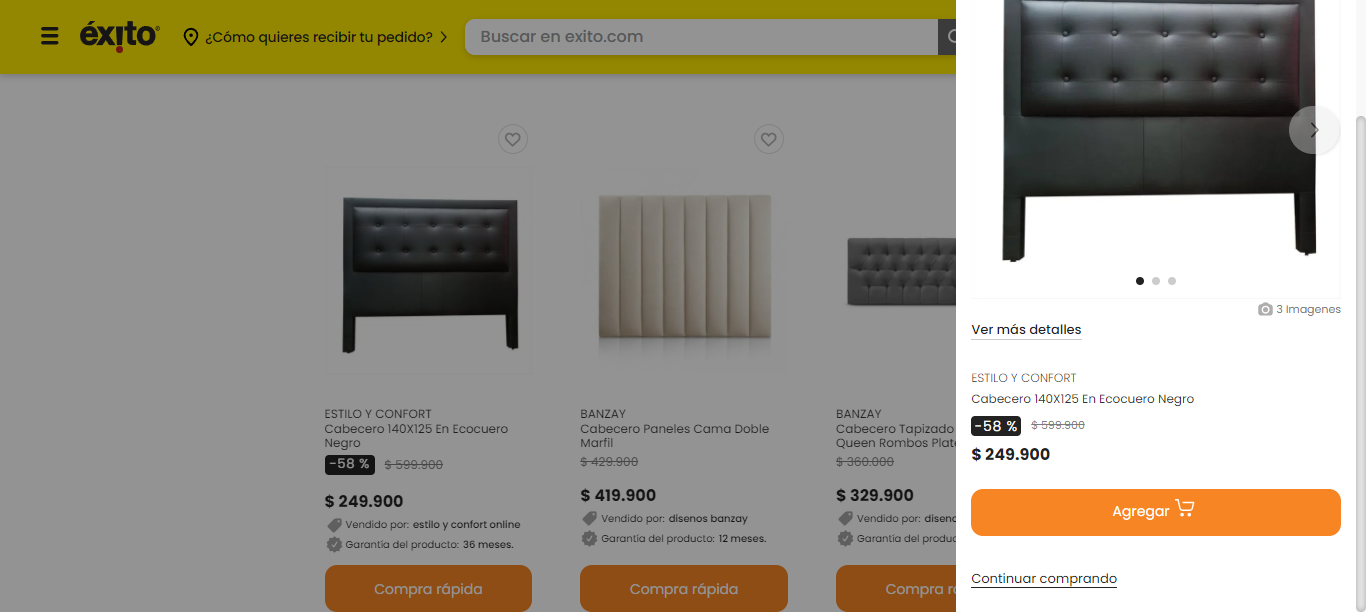 éxito
¿Cómo quieres recibir tu pedido?
Buscar en exito.com
ESTILO Y CONFORT
Cabecero 140X125 En Ecocuero
Negro
-58 % $ 599.900
$ 249.900
Vendido por: estilo y confort online
Garantía del producto: 36 meses.
Compra rápida
BANZAY
Cabecero Paneles Cama Doble
Marfil
$ 429.900
$ 419.900
Vendido por: disenos banzay
Garantía del producto: 12 meses.
Compra rápida
BANZAY
Cabecero Tapizado
Queen Rombos
$ 360.000
$ 329.900
Vendido por:
Garantía del
Compra
3 Imagenes
Ver más detalles
ESTILO Y CONFORT
Cabecero 140X125 En Ecocuero Negro
-58 % $ 599.900
$ 249.900
Agregar
Continuar comprando